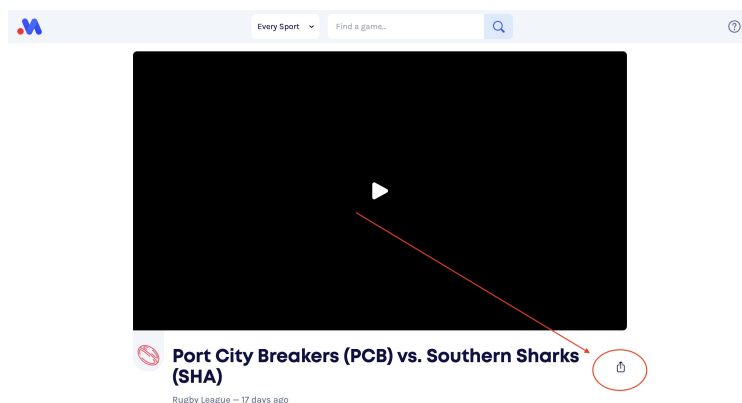 Every Sport
Find a game...
Port City Breakers (PCB) vs. Southern Sharks
(SHA)
Rugby League — 17 days ago